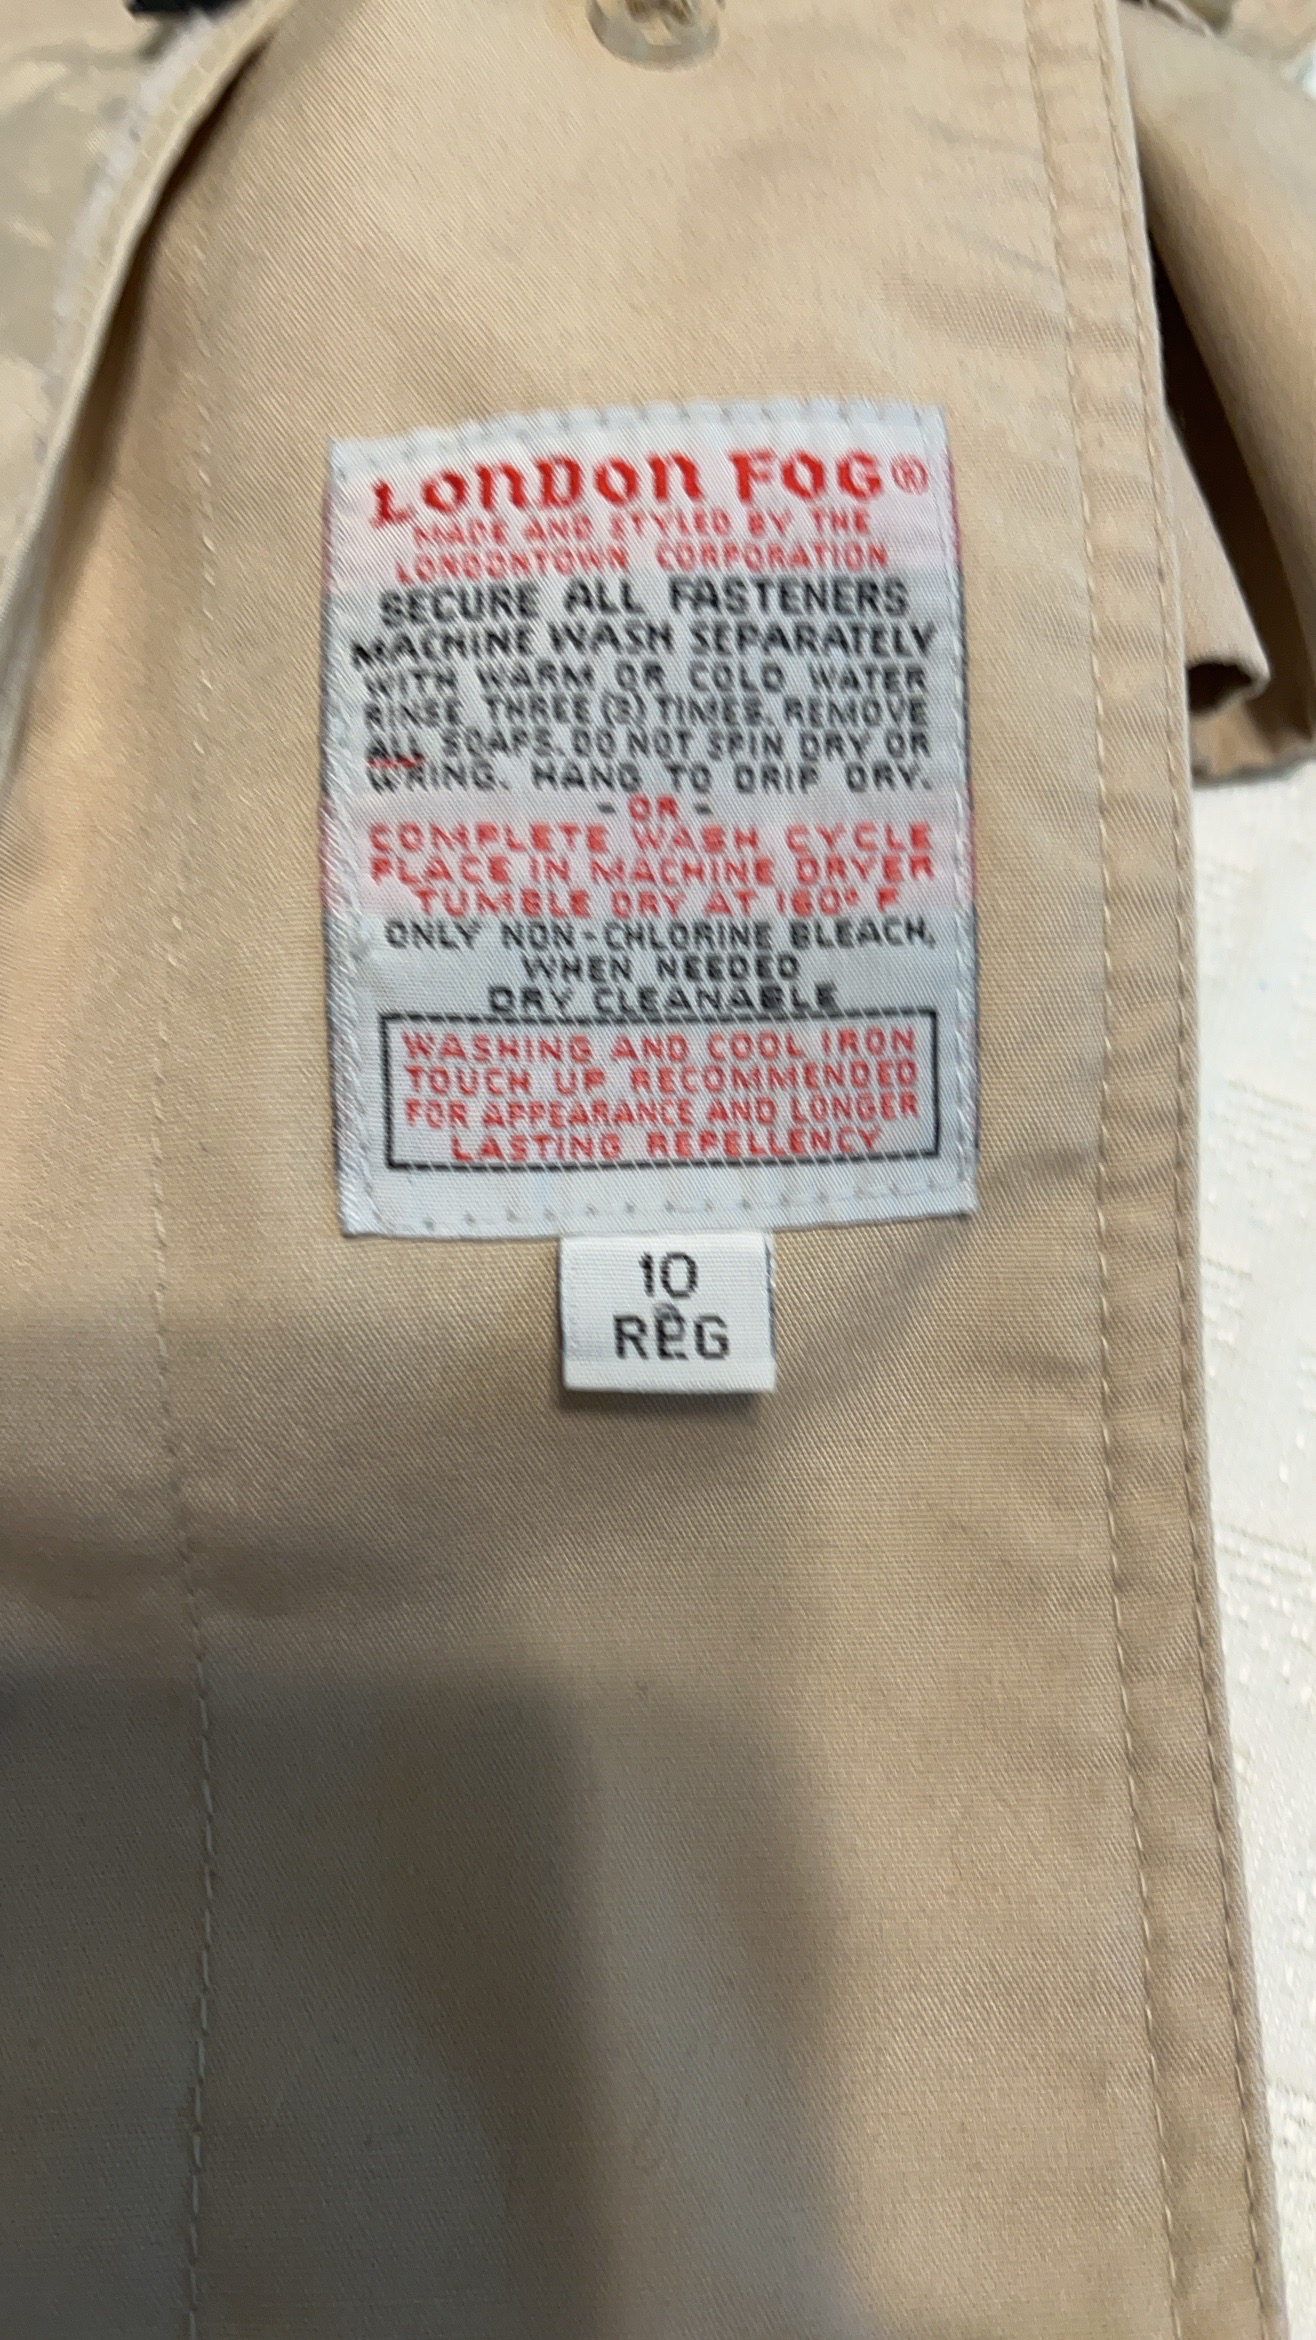 LONDON FOG®
MADE AND STYLED BY THE
LONDONTOWN CORPORATION
SECURE ALL FASTENERS
MACHINE WASH SEPARATELY
WITH WARM OR COLD WATER
RINSE THREE (3) TIMES. REMOVE
ALL SOAPS. DO NOT SPIN DRY OR
WRING. HANG TO DRIP DRY.
- OR -
COMPLETE WASH CYCLE
PLACE IN MACHINE DRYER
TUMBLE DRY AT 160° F
ONLY NON-CHLORINE BLEACH,
WHEN NEEDED
DRY CLEANABLE
WASHING AND COOL IRON
TOUCH UP RECOMMENDED
FOR APPEARANCE AND LONGER
LASTING REPELLENCY
10
REG